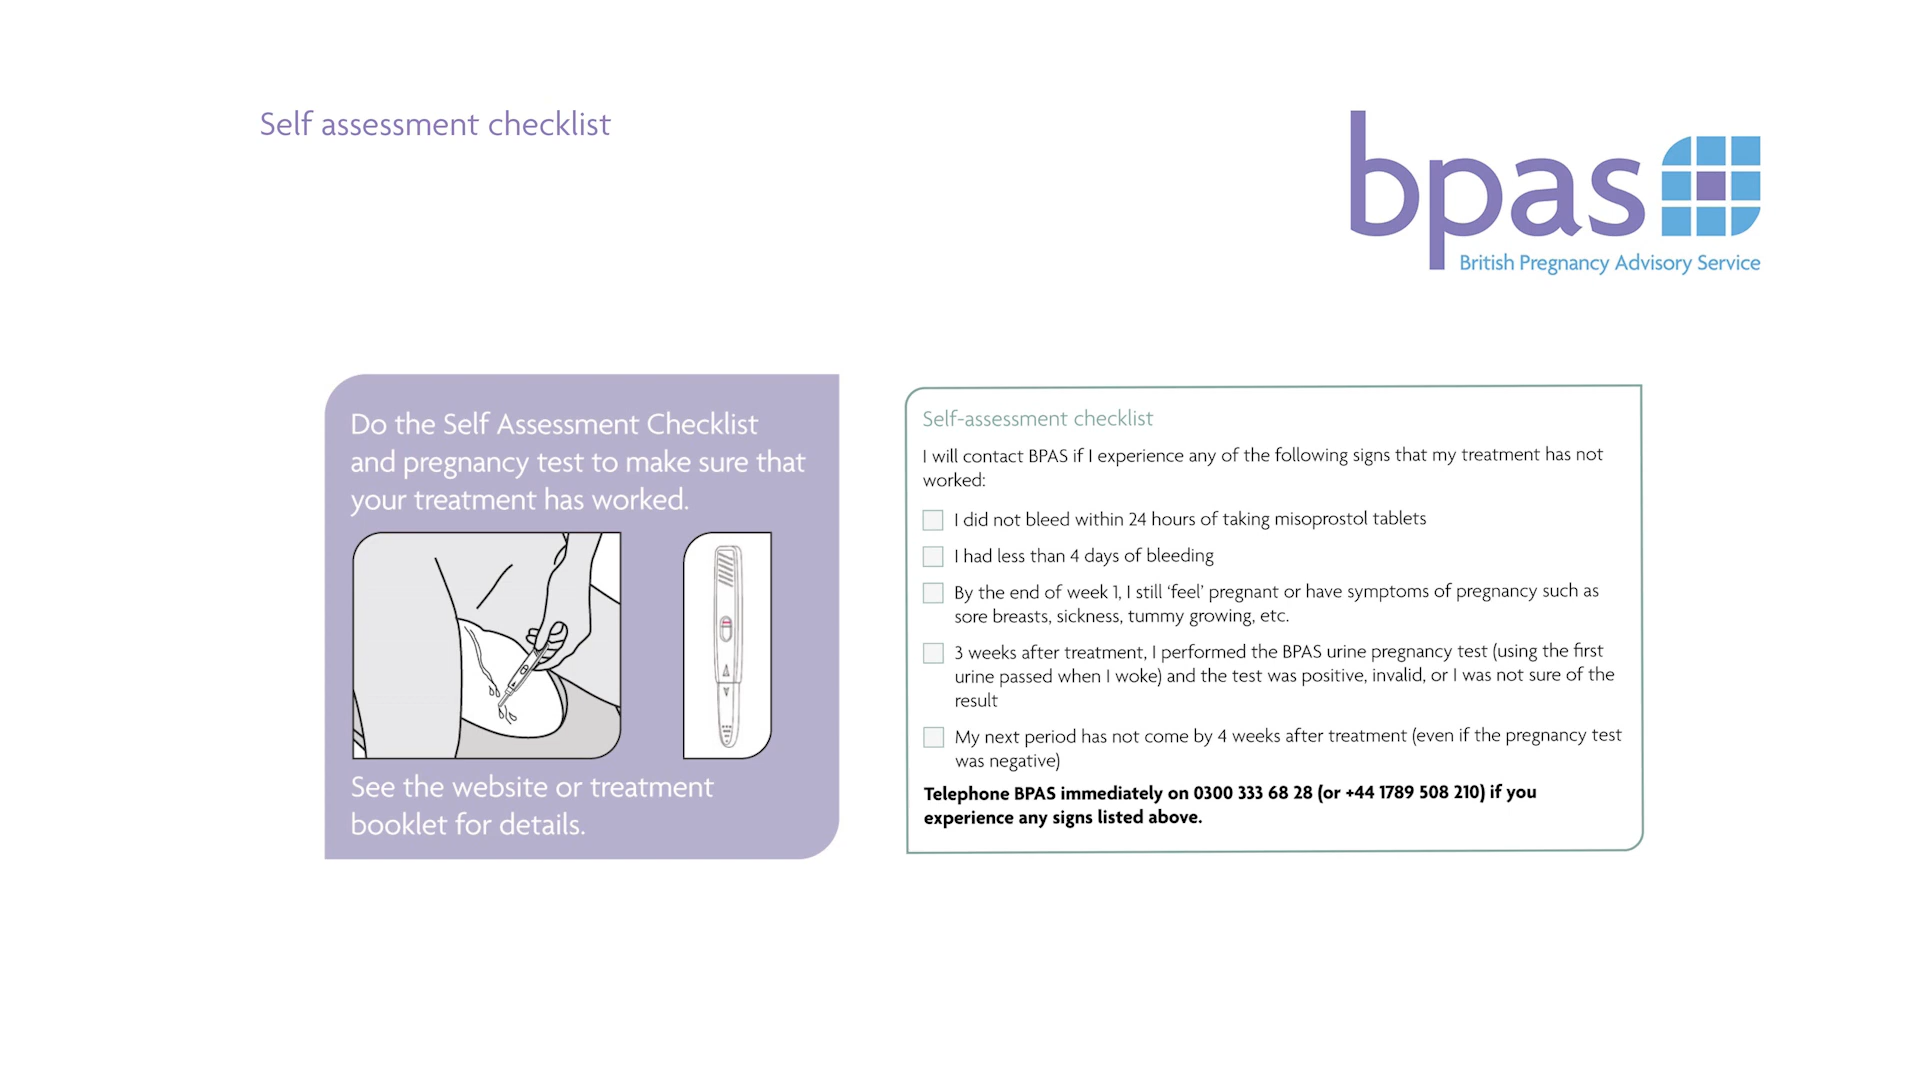 Self assessment checklist
bpas
British Pregnancy Advisory Service
Do the Self Assessment Checklist
and pregnancy test to make sure that
your treatment has worked.
See the website or treatment
booklet for details.
Self-assessment checklist
I will contact BPAS if I experience any of the following signs that my treatment has not
worked:
I did not bleed within 24 hours of taking misoprostol tablets
I had less than 4 days of bleeding
By the end of week 1, I still ‘feel’ pregnant or have symptoms of pregnancy such as
sore breasts, sickness, tummy growing, etc.
3 weeks after treatment, I performed the BPAS urine pregnancy test (using the first
urine passed when I woke) and the test was positive, invalid, or I was not sure of the
result
My next period has not come by 4 weeks after treatment (even if the pregnancy test
was negative)
Telephone BPAS immediately on 0300 333 68 28 (or +44 1789 508 210) if you
experience any signs listed above.